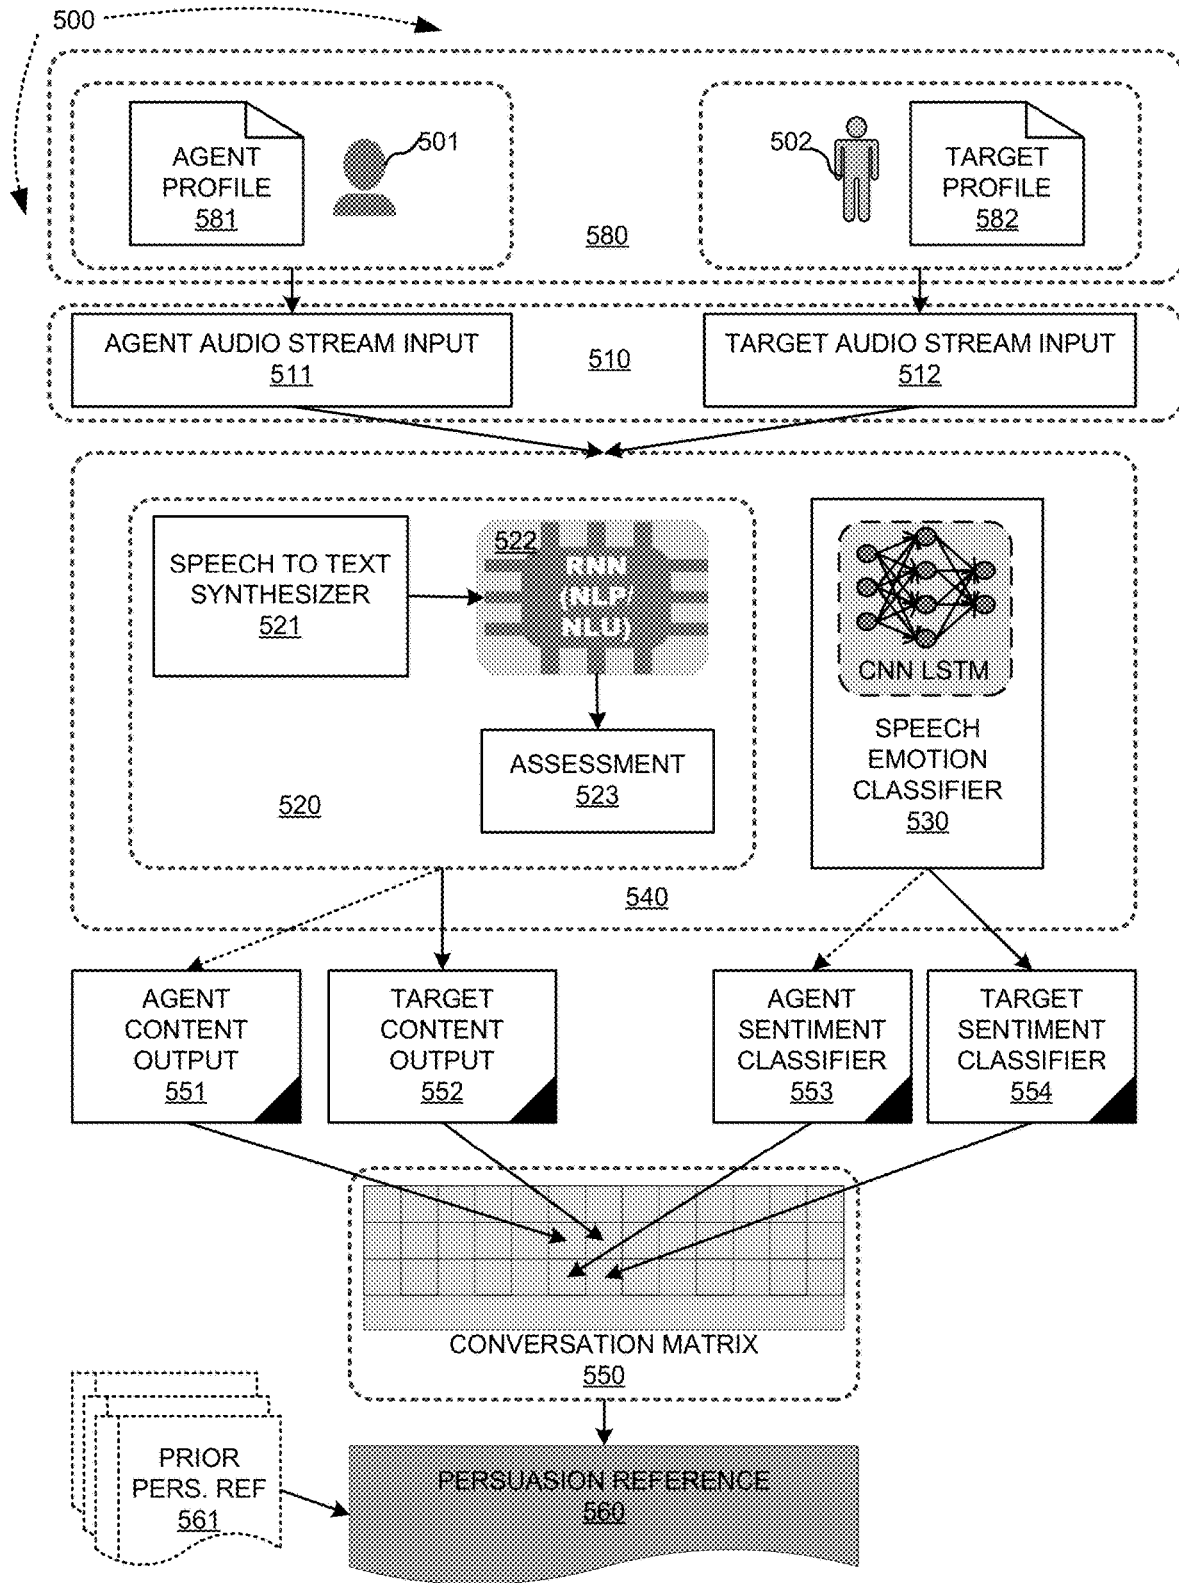 500
AGENT
PROFILE
581
501
502
TARGET
PROFILE
582
580
AGENT AUDIO STREAM INPUT
511
510
TARGET AUDIO STREAM INPUT
512
SPEECH TO TEXT
SYNTHESIZER
521
522
RNN
(NLP/
NLU)
ASSESSMENT
523
520
CNN LSTM
SPEECH
EMOTION
CLASSIFIER
530
540
AGENT
CONTENT
OUTPUT
551
TARGET
CONTENT
OUTPUT
552
AGENT
SENTIMENT
CLASSIFIER
553
TARGET
SENTIMENT
CLASSIFIER
554
CONVERSATION MATRIX
550
PRIOR
PERS. REF
561
PERSUASION REFERENCE
560